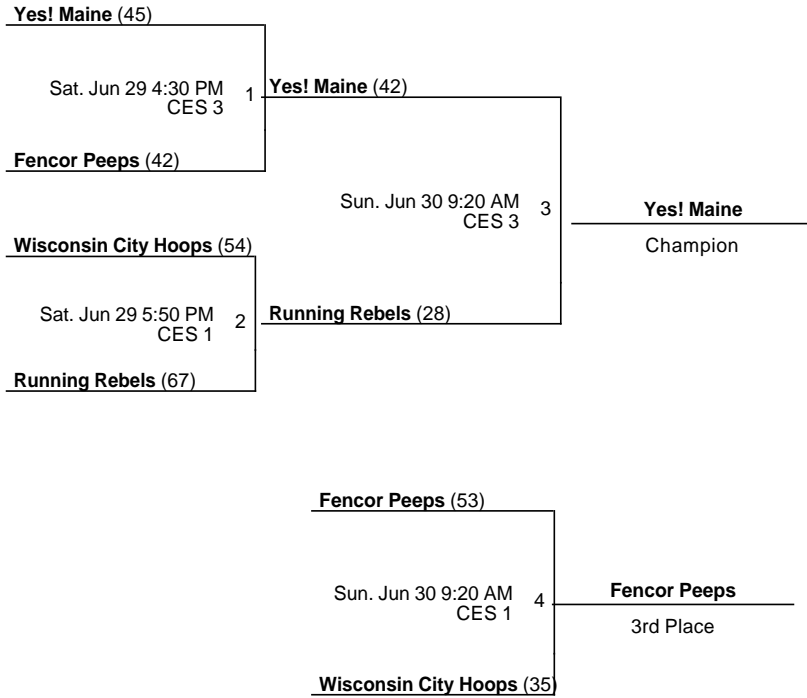 Yes! Maine (45)
Sat. Jun 29 4:30 PM
CES 3
1
Yes! Maine (42)
Fencor Peeps (42)
Sun. Jun 30 9:20 AM
CES 3
3
Yes! Maine
Champion
Wisconsin City Hoops (54)
Sat. Jun 29 5:50 PM
CES 1
2
Running Rebels (28)
Running Rebels (67)
Fencor Peeps (53)
Sun. Jun 30 9:20 AM
CES 1
4
Fencor Peeps
3rd Place
Wisconsin City Hoops (35)